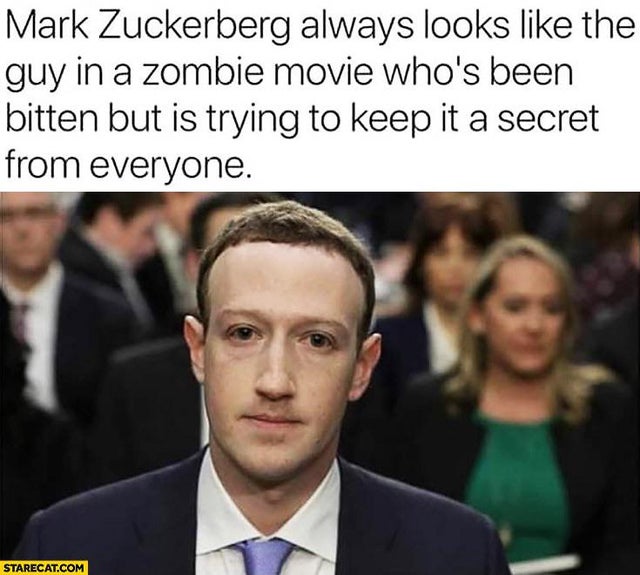 Mark Zuckerberg always looks like the
guy in a zombie movie who's been
bitten but is trying to keep it a secret
from everyone.
STARECAT.COM